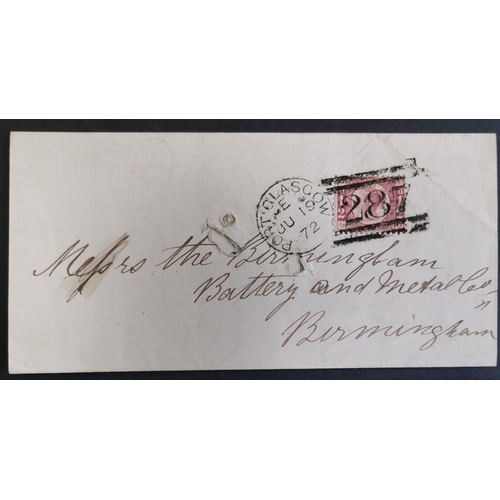 PORT-GLASGOW
E
JU 19
72
28
Messrs the Birmingham
Battery and Metal Co
Birmingham